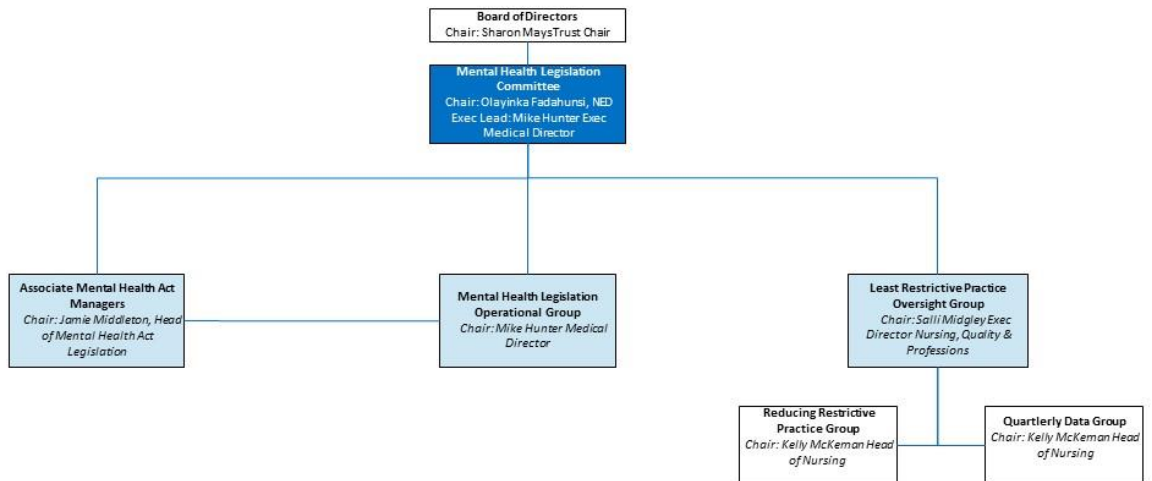 Board of Directors
Chair: Sharon MaysTrust Chair
Mental Health Legislation
Committee
Chair: Olayinka Fadahunsi, NED
Exec Lead: Mike Hunter Exec
Medical Director
Associate Mental Health Act
Managers
Chair: Jamie Middleton, Head
of Mental Health Act
Legislation
Mental Health Legislation
Operational Group
Chair: Mike Hunter Medical
Director
Least Restrictive Practice
Oversight Group
Chair: Salli Midgley Exec
Director Nursing, Quality &
Professions
Reducing Restrictive
Practice Group
Chair: Kelly McKernan Head
of Nursing
Quartlerly Data Group
Chair: Kelly McKernan Head
of Nursing